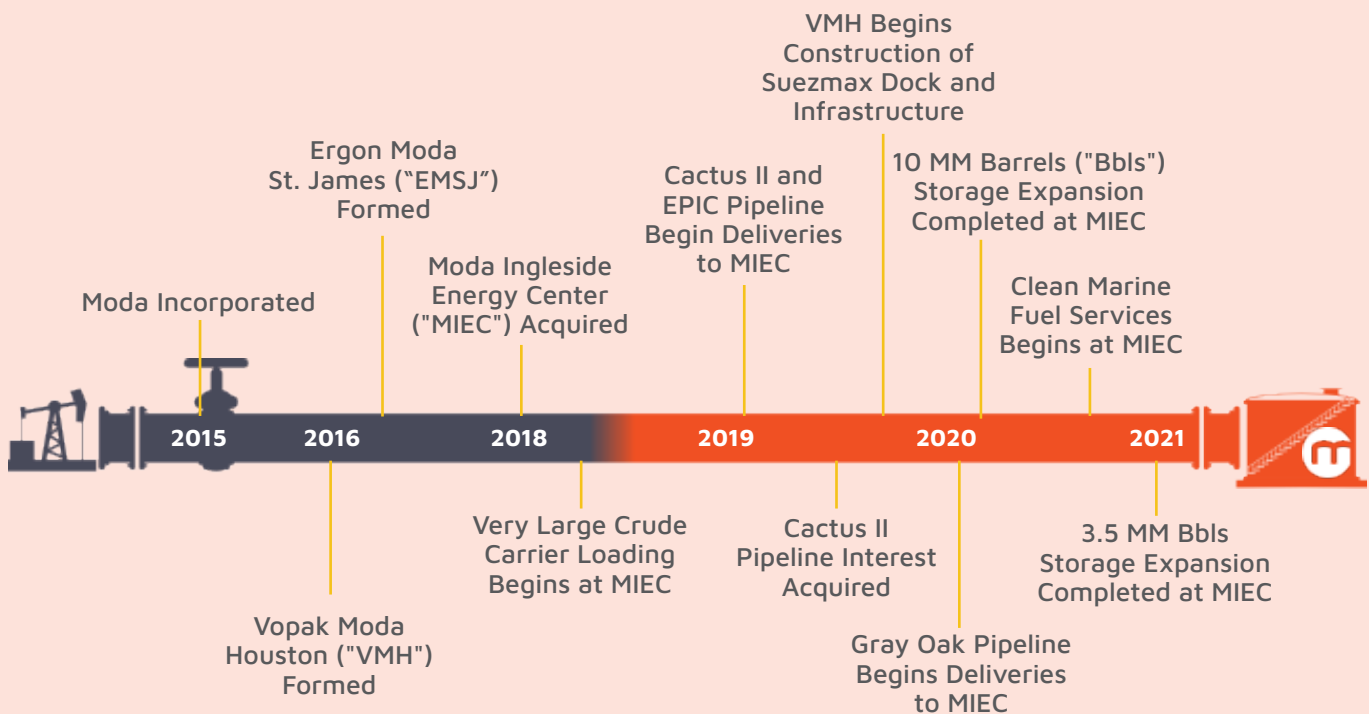 VMH Begins
Construction of
Suezmax Dock and
Infrastructure
Ergon Moda
St. James (“EMSJ”)
Formed
Cactus II and
EPIC Pipeline
Begin Deliveries
to MIEC
10 MM Barrels ("Bbls")
Storage Expansion
Completed at MIEC
Moda Incorporated
Moda Ingleside
Energy Center
("MIEC") Acquired
Clean Marine
Fuel Services
Begins at MIEC
2015
2016
2018
2019
2020
2021
m
Very Large Crude
Carrier Loading
Begins at MIEC
Cactus II
Pipeline Interest
Acquired
3.5 MM Bbls
Storage Expansion
Completed at MIEC
Vopak Moda
Houston ("VMH")
Formed
Gray Oak Pipeline
Begins Deliveries
to MIEC